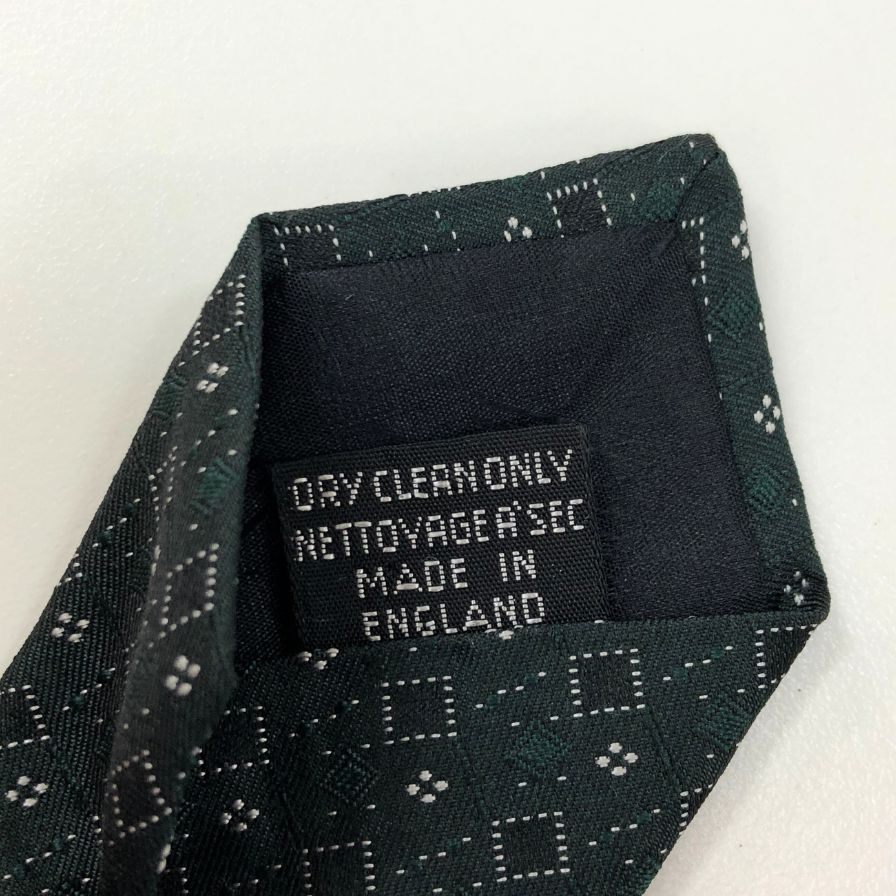 DRY CLEAN ONLY
NETTOYAGE A'SEC
MADE IN
ENGLAND